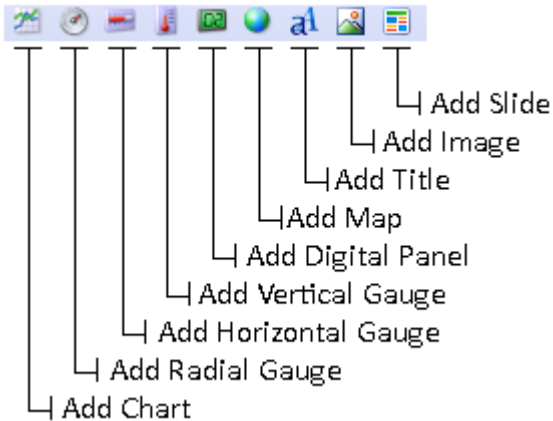 Add Slide
Add Image
Add Title
Add Map
Add Digital Panel
Add Vertical Gauge
Add Horizontal Gauge
Add Radial Gauge
Add Chart